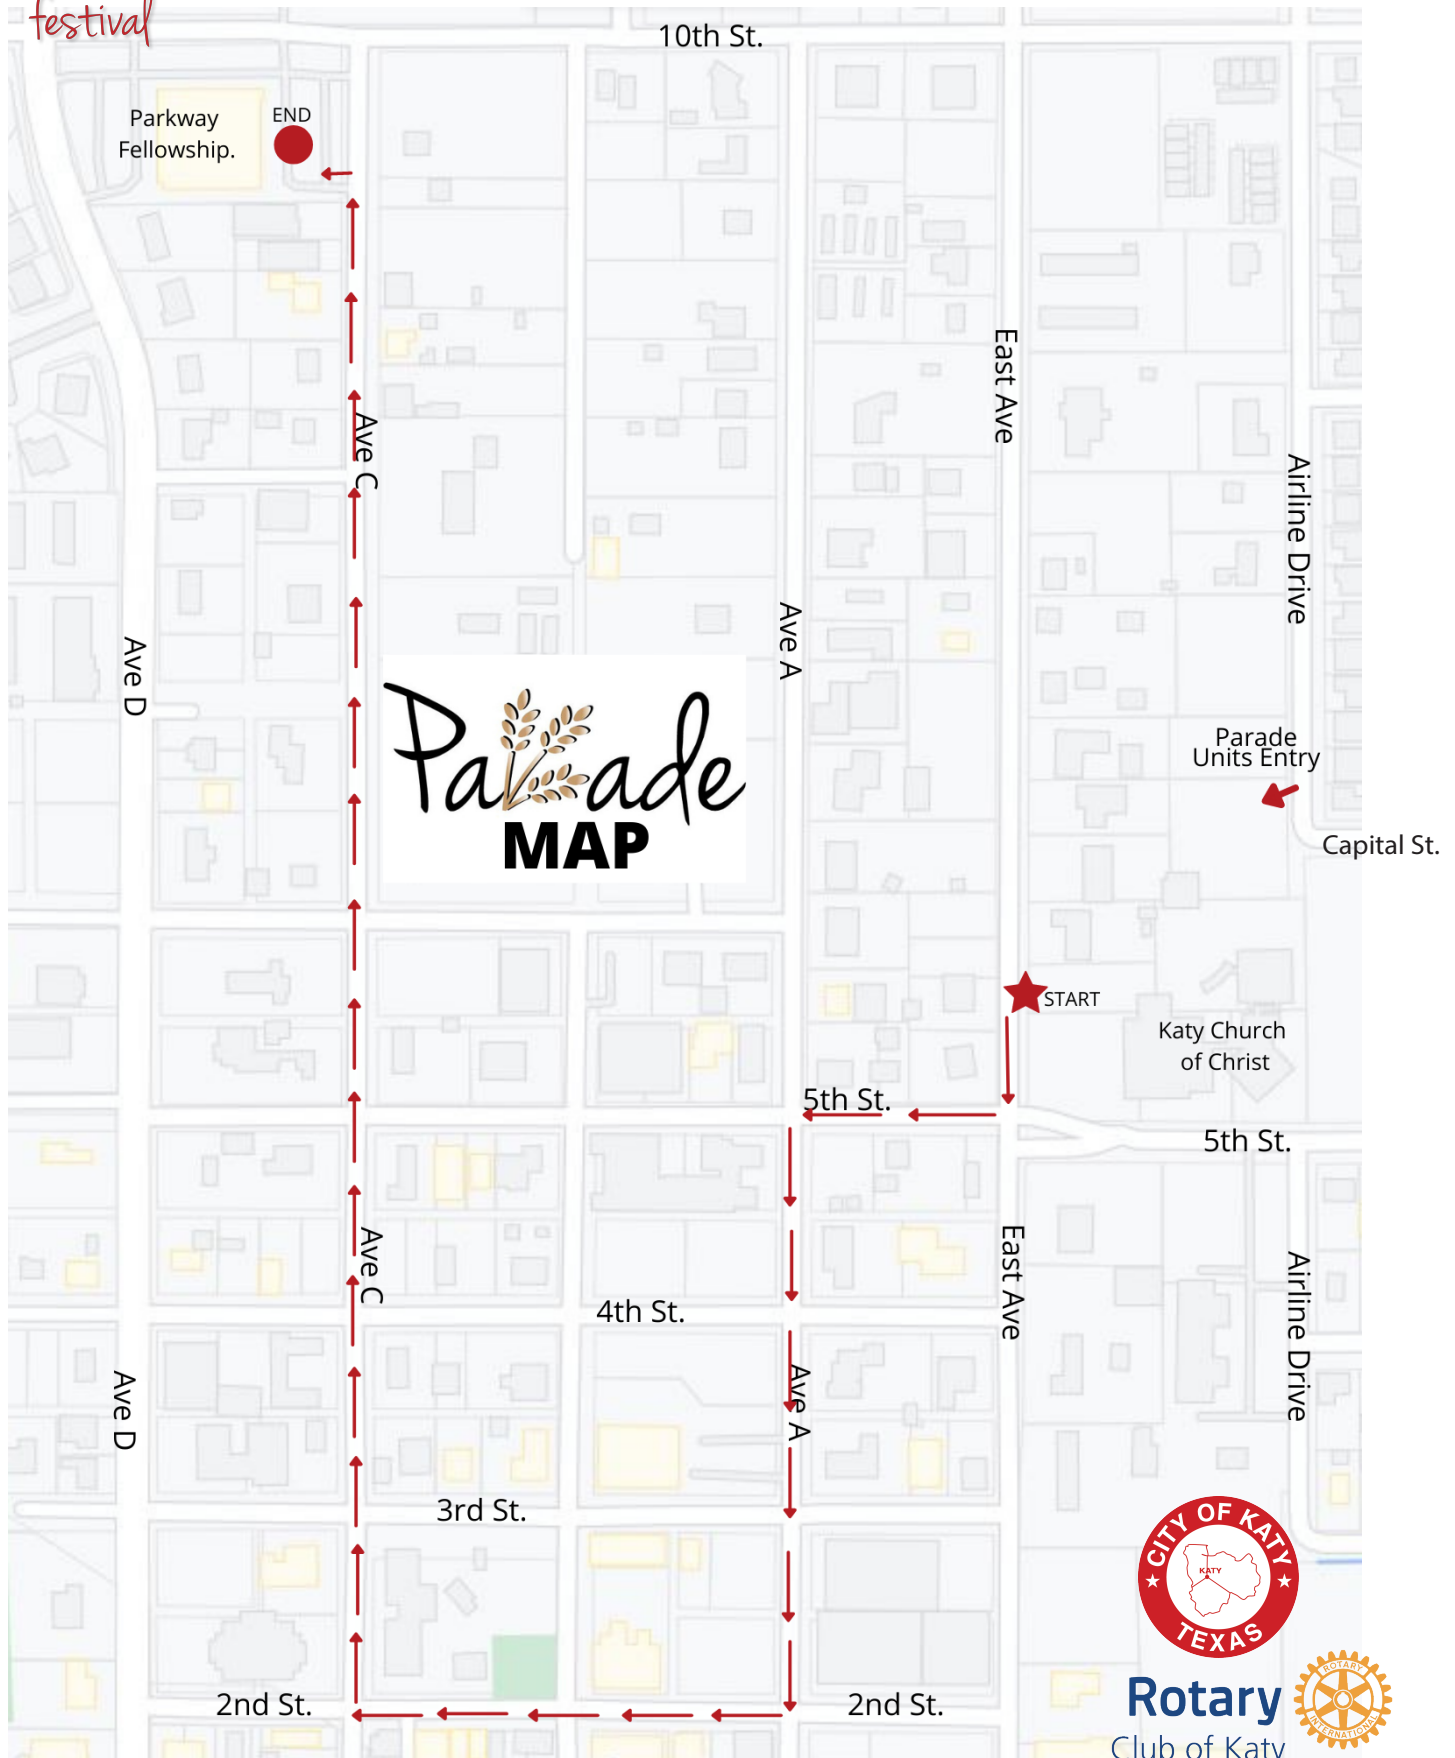 festival
10th St.
Parkway
Fellowship.
END
East Ave
Ave C
Airline Drive
Ave A
Ave D
Parade
MAP
Parade
Units Entry
Capital St.
START
Katy Church
of Christ
5th St.
5th St.
Ave C
East Ave
Airline Drive
4th St.
Ave A
Ave D
3rd St.
CITY OF KATY
KATY
TEXAS
2nd St.
2nd St.
Rotary
ROTARY
INTERNATIONAL
Club of Katy